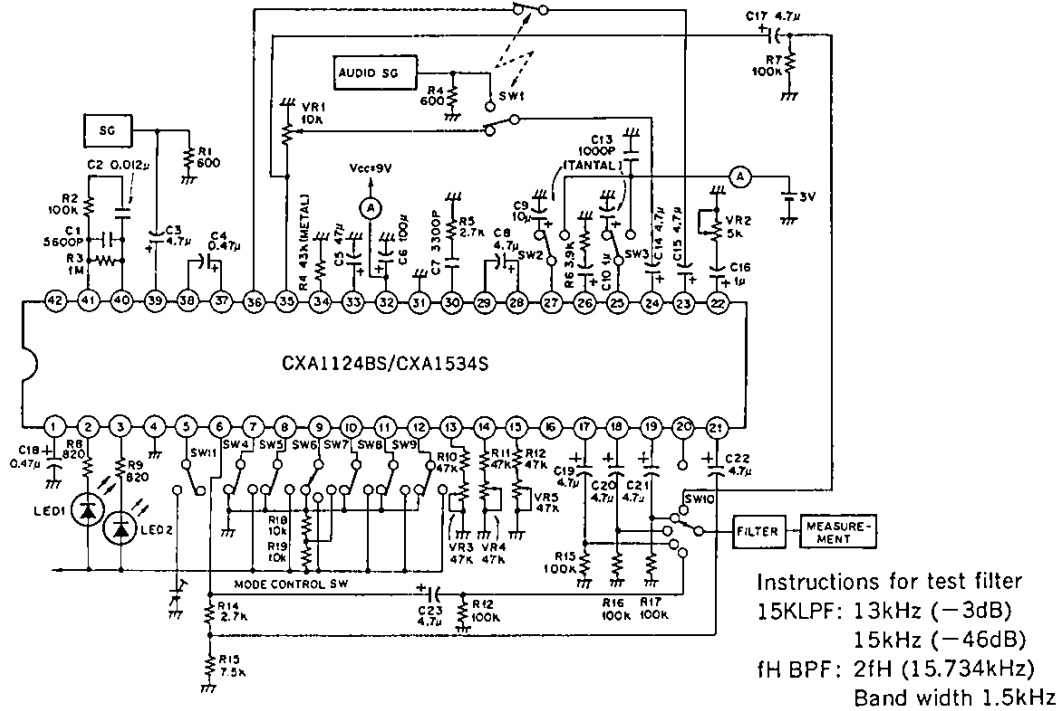 C17 4.7μ
R7
100K
AUDIO SG
R4
600
SW1
VR1
10K
SG
C2 0.012μ
R1
600
R2
100K
C1
5600P
R3
1M
C3
4.7μ
C4
0.47μ
Vcc=9V
A
R4 43K(METAL)
C5 47μ
C6 100μ
C7 3300P
R5
2.7K
C8
4.7μ
C9
10μ
SW2
(TANTAL)
C13
1000P
R6 3.9K
C10 1μ
SW3
C14 4.7μ
C15 4.7μ
A
3V
VR2
5K
C16
1μ
42 41 40 39 38 37 36 35 34 33 32 31 30 29 28 27 26 25 24 23 22
CXA1124BS/CXA1534S
1 2 3 4 5 6 7 8 9 10 11 12 13 14 15 16 17 18 19 20 21
C18
0.47μ
R8
820
R9
820
LED1
LED2
SW11
SW4
SW5
SW6
SW7
SW8
SW9
R10
47K
R11
47K
R12
47K
VR3
47K
VR4
47K
VR5
47K
R18
10K
R19
10K
C19
4.7μ
C20
4.7μ
C21
4.7μ
C22
4.7μ
SW10
FILTER
MEASURE-
MENT
R15
100K
R16
100K
R17
100K
MODE CONTROL SW
R14
2.7K
C23
4.7μ
R12
100K
R15
7.5K
Instructions for test filter
15KLPF: 13kHz (−3dB)
15kHz (−46dB)
fH BPF: 2fH (15.734kHz)
Band width 1.5kHz